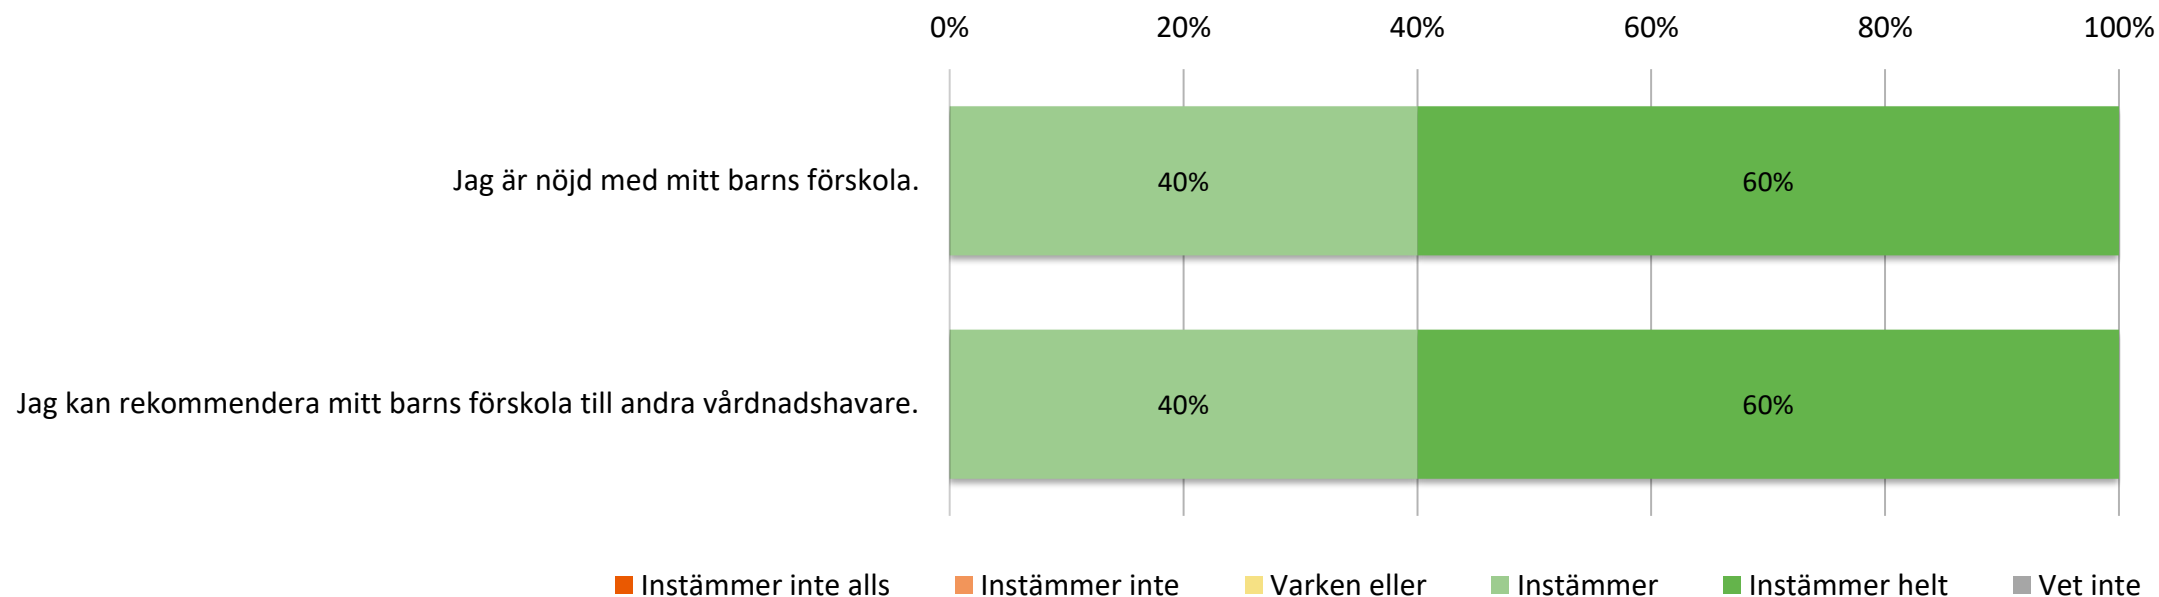 0% 20% 40% 60% 80% 100%
Jag är nöjd med mitt barns förskola. 40% 60%
Jag kan rekommendera mitt barns förskola till andra vårdnadshavare. 40% 60%
Instämmer inte alls Instämmer inte Varken eller Instämmer Instämmer helt Vet inte